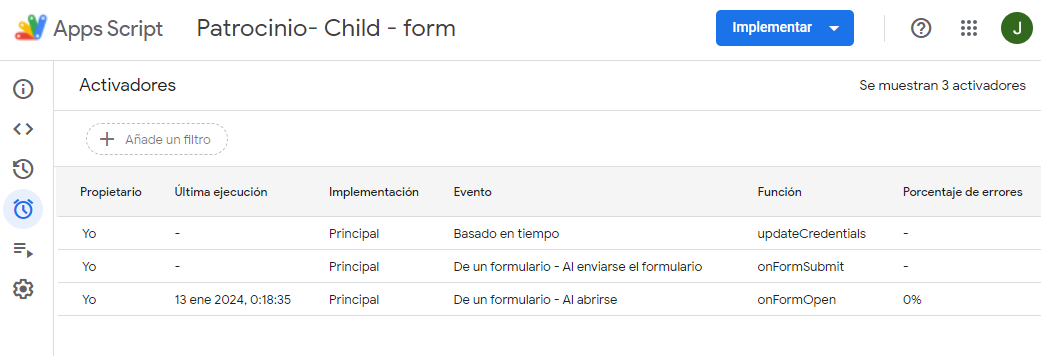 Apps Script Patrocinio- Child - form Implementar J
Activadores Se muestran 3 activadores
Añade un filtro
Propietario Última ejecución Implementación Evento Función Porcentaje de errores
Yo - Principal Basado en tiempo updateCredentials -
Yo - Principal De un formulario - Al enviarse el formulario onFormSubmit -
Yo 13 ene 2024, 0:18:35 Principal De un formulario - Al abrirse onFormOpen 0%